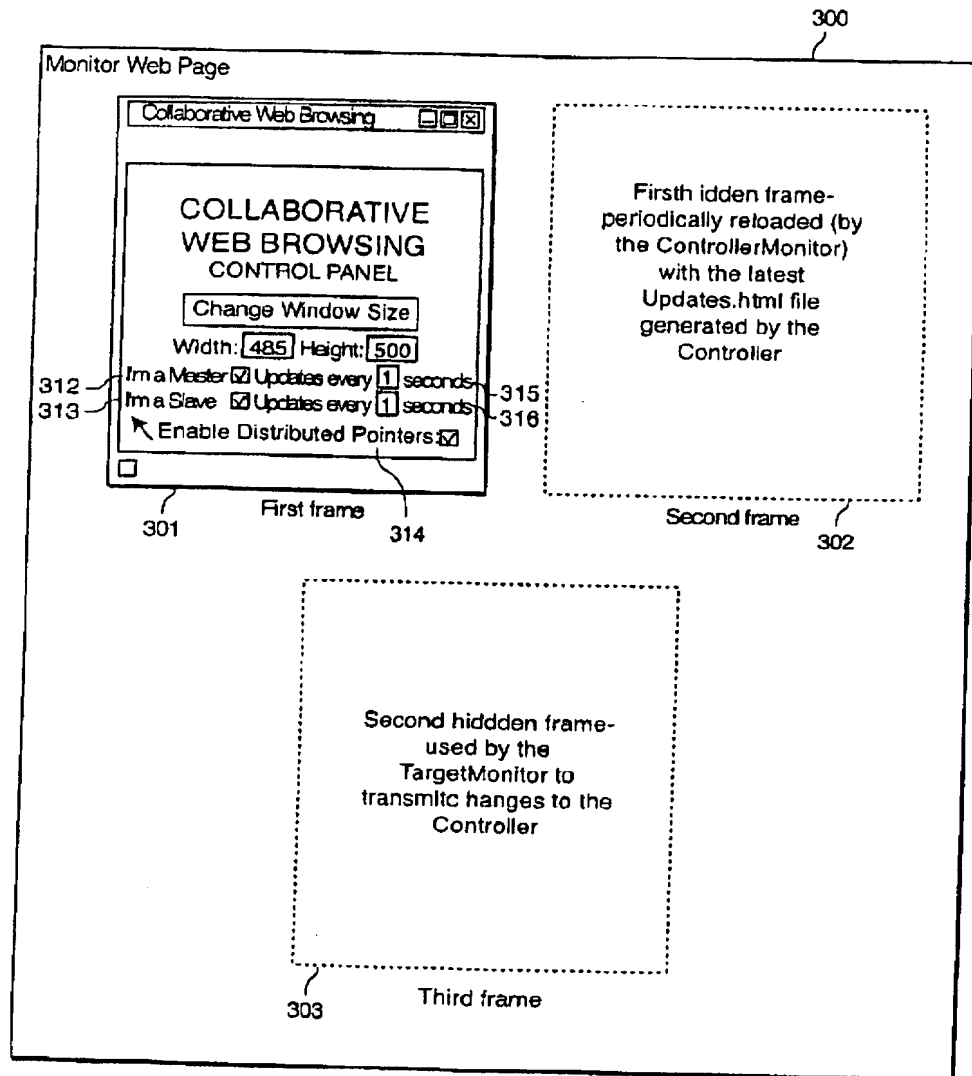 300
Monitor Web Page
Collaborative Web Browsing
COLLABORATIVE
WEB BROWSING
CONTROL PANEL
Change Window Size
Width: 485 Height: 500
312 I'm a Master Updates every 1 seconds 315
313 I'm a Slave Updates every 1 seconds 316
Enable Distributed Pointers:
314
301
First frame
Firsth idden frame-
periodically reloaded (by
the ControllerMonitor)
with the latest
Updates.html file
generated by the
Controller
Second frame
302
Second hiddden frame-
used by the
TargetMonitor to
transmitc hanges to the
Controller
303
Third frame